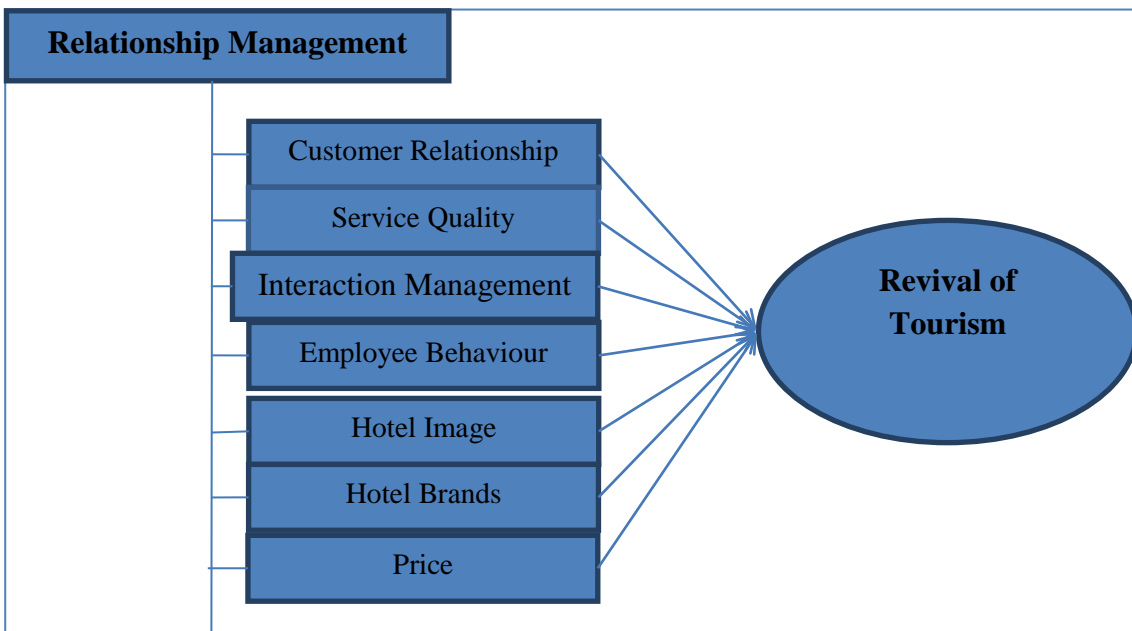 Relationship Management
Customer Relationship
Service Quality
Interaction Management
Employee Behaviour
Hotel Image
Hotel Brands
Price
Revival of
Tourism